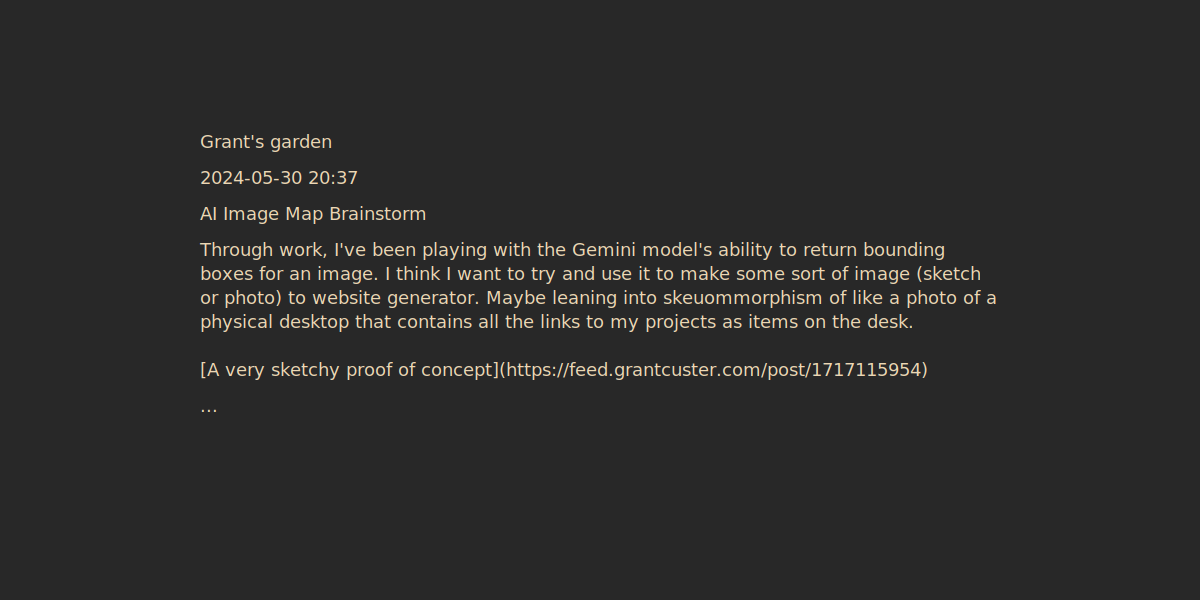 Grant's garden
2024-05-30 20:37
AI Image Map Brainstorm
Through work, I've been playing with the Gemini model's ability to return bounding
boxes for an image. I think I want to try and use it to make some sort of image (sketch
or photo) to website generator. Maybe leaning into skeuommorphism of like a photo of a
physical desktop that contains all the links to my projects as items on the desk.
[A very sketchy proof of concept](https://feed.grantcuster.com/post/1717115954)
...